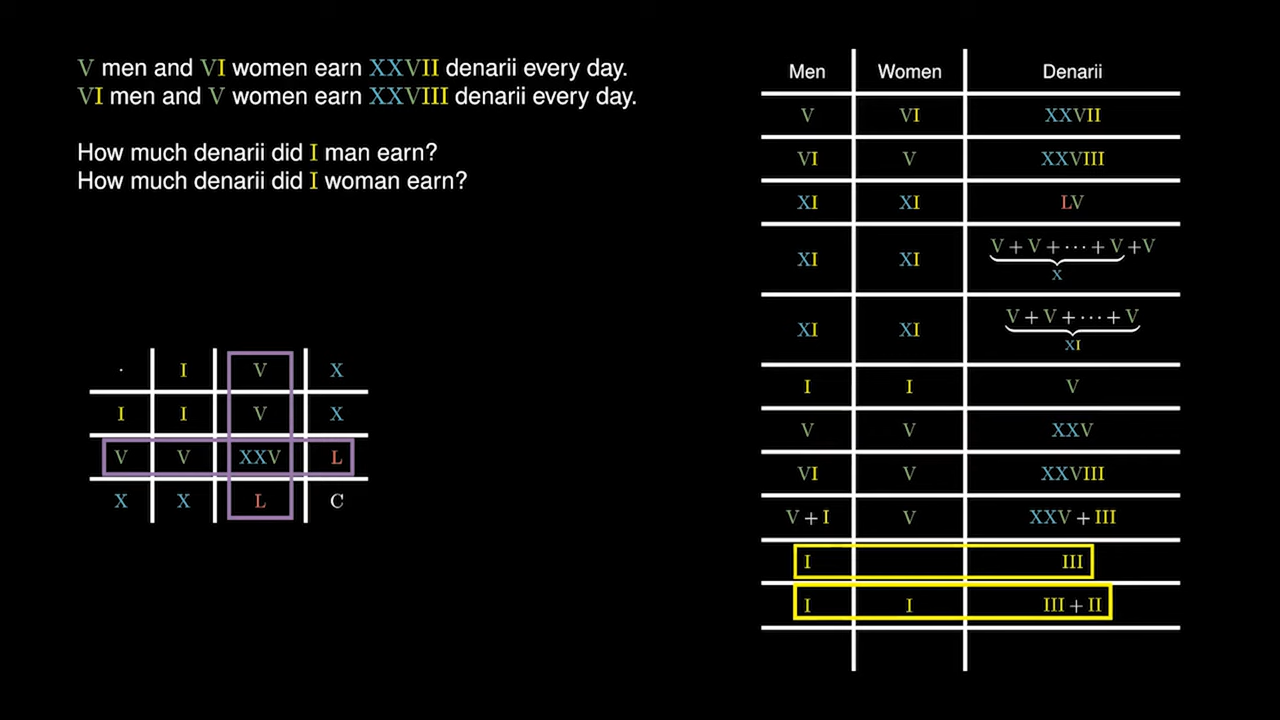 V men and VI women earn XXVII denarii every day.
VI men and V women earn XXVIII denarii every day.
How much denarii did I man earn?
How much denarii did I woman earn?
· I V X
I I V X
V V XXV L
X X L C
Men Women Denarii
V VI XXVII
VI V XXVIII
XI XI LV
XI XI V + V + ··· + V + V
X
XI XI V + V + ··· + V
XI
I I V
V V XXV
VI V XXVIII
V + I V XXV + III
I III
I I III + II